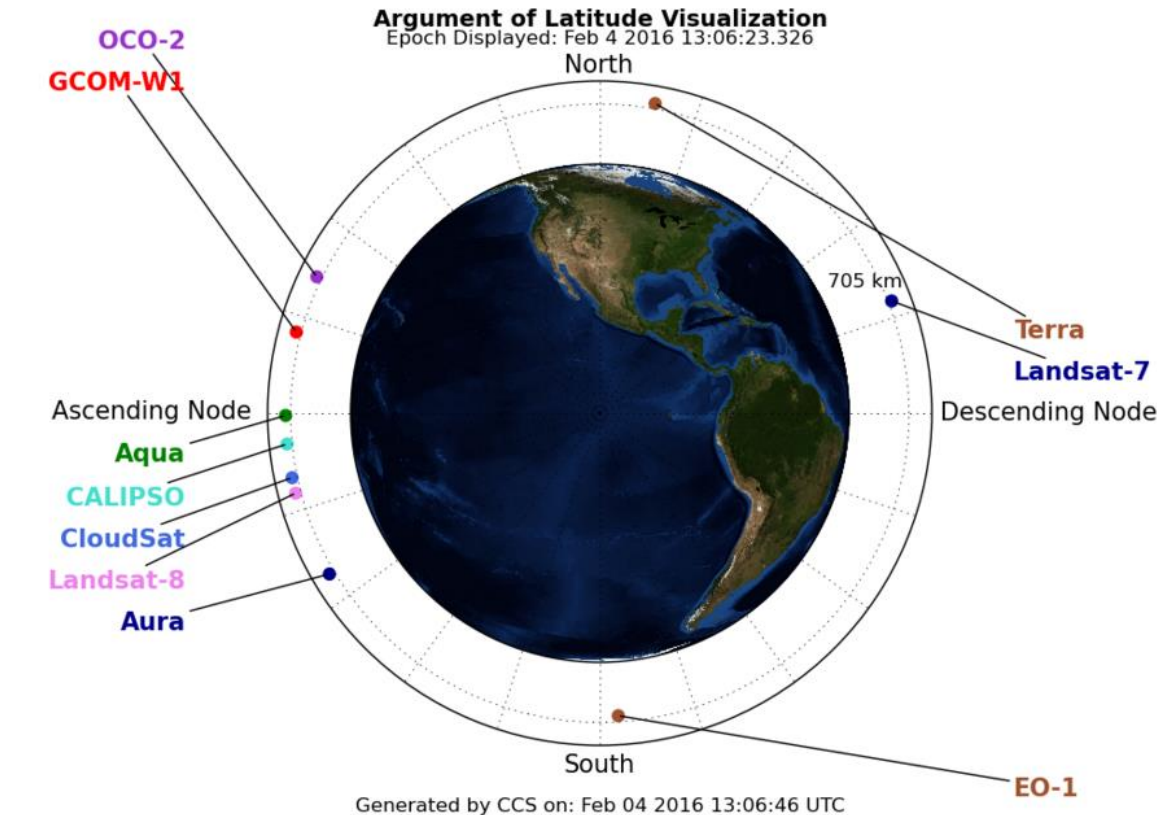 Argument of Latitude Visualization
Epoch Displayed: Feb 4 2016 13:06:23.326
North
OCO-2
GCOM-W1
705 km
Terra
Landsat-7
Ascending Node
Descending Node
Aqua
CALIPSO
CloudSat
Landsat-8
Aura
South
EO-1
Generated by CCS on: Feb 04 2016 13:06:46 UTC